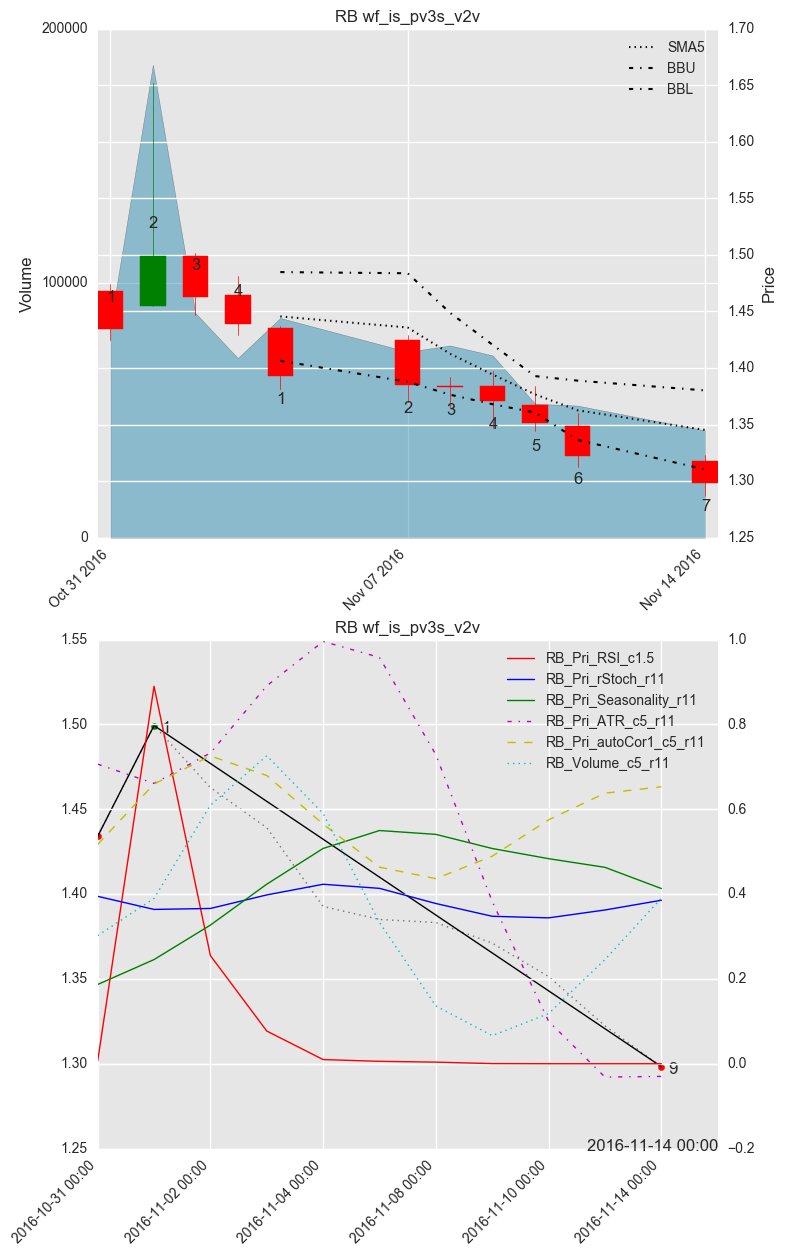 RB wf_is_pv3s_v2v
200000
100000
0
Volume
1.70
1.65
1.60
1.55
1.50
1.45
1.40
1.35
1.30
1.25
Price
SMA5
BBU
BBL
1
2
3
4
1
2
3
4
5
6
7
Oct 31 2016
Nov 07 2016
Nov 14 2016
RB wf_is_pv3s_v2v
1.55
1.50
1.45
1.40
1.35
1.30
1.25
1.0
0.8
0.6
0.4
0.2
0.0
−0.2
RB_Pri_RSI_c1.5
RB_Pri_rStoch_r11
RB_Pri_Seasonality_r11
RB_Pri_ATR_c5_r11
RB_Pri_autoCor1_c5_r11
RB_Volume_c5_r11
1
9
2016-11-14 00:00
2016-10-31 00:00
2016-11-02 00:00
2016-11-04 00:00
2016-11-08 00:00
2016-11-10 00:00
2016-11-14 00:00